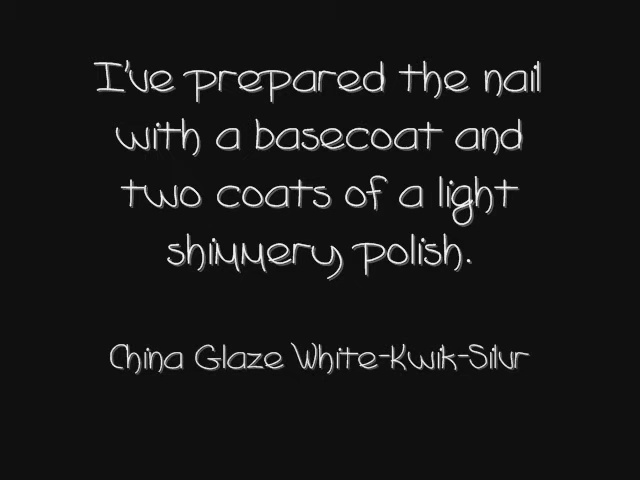 I've prepared the nail
with a basecoat and
two coats of a light
shimmery polish.
China Glaze White-Kwik-Silvr